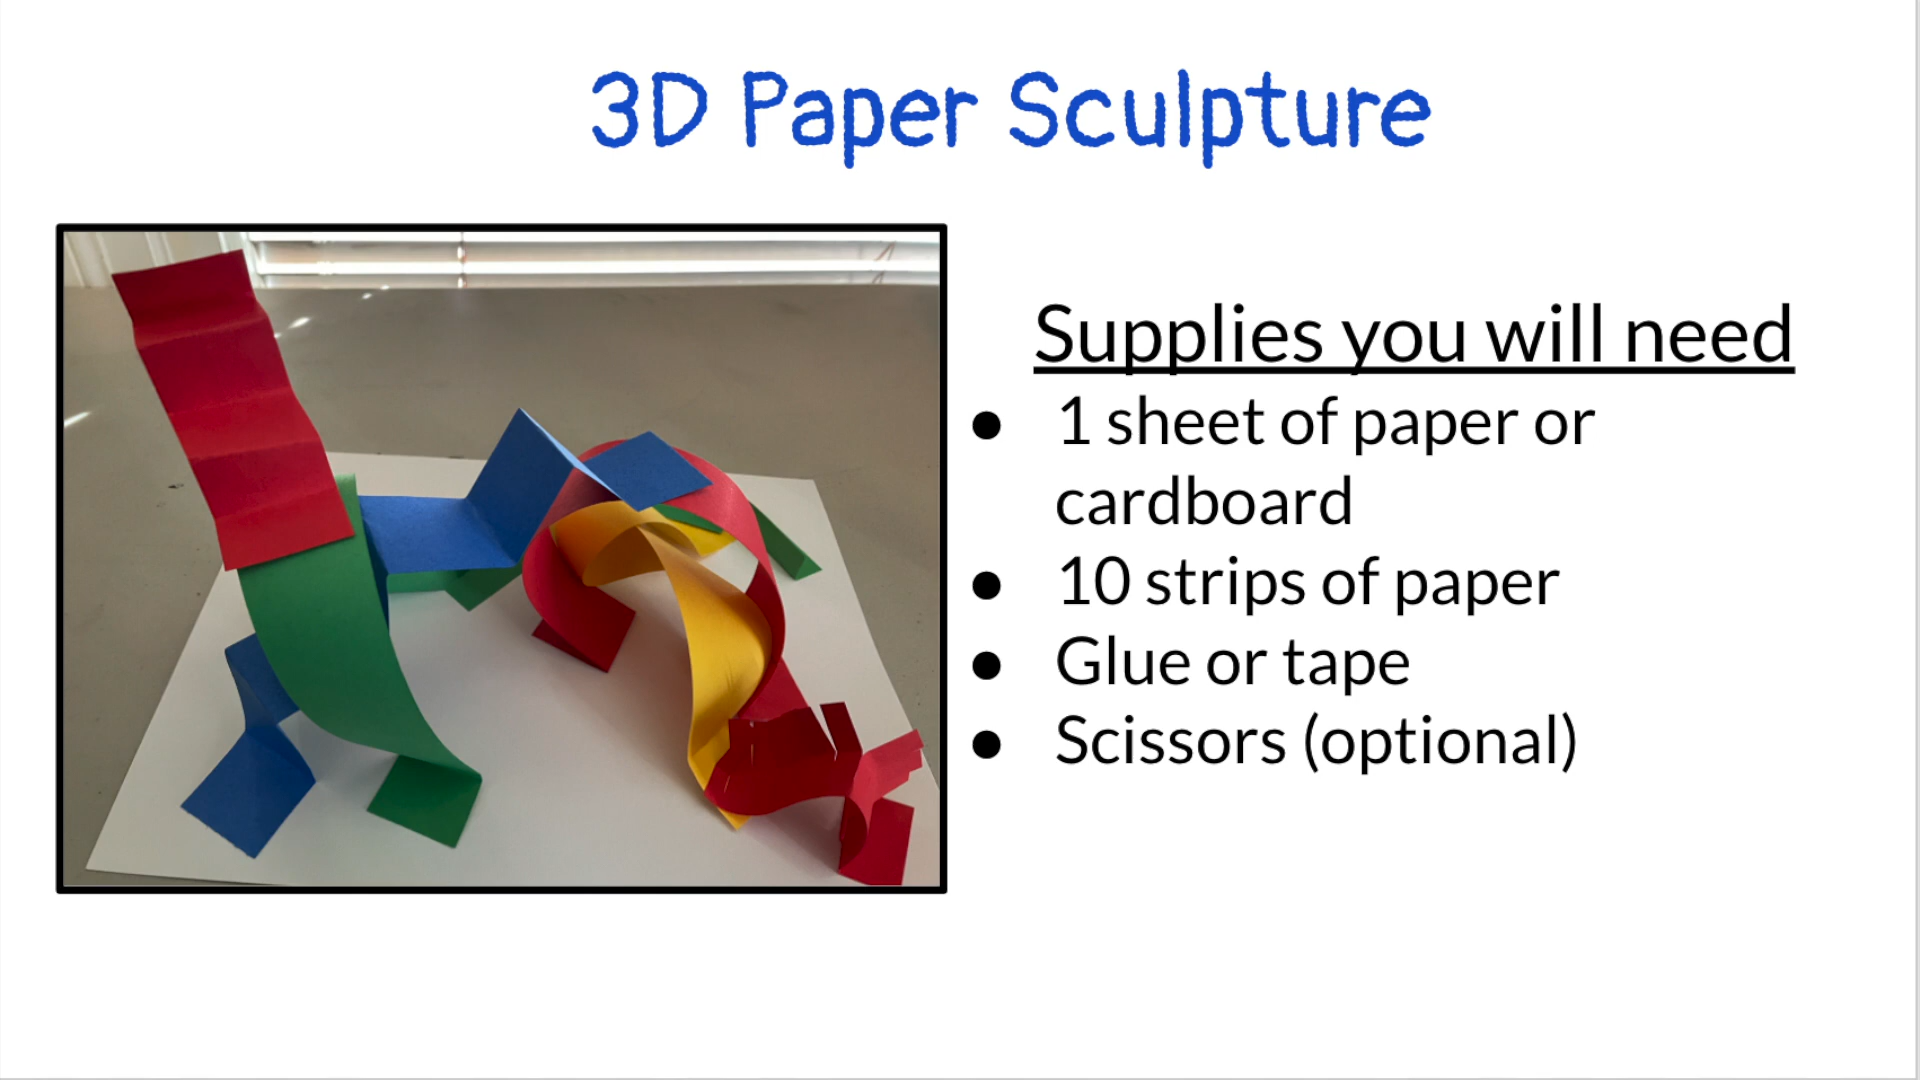 3D Paper Sculpture
Supplies you will need
● 1 sheet of paper or
cardboard
● 10 strips of paper
● Glue or tape
● Scissors (optional)